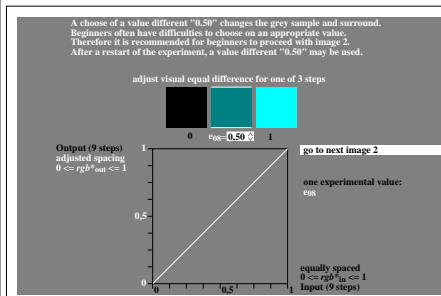 A choose of a value different "0.50" changes the grey sample and surround.
Beginners often have difficulties to choose on an appropriate value.
Therefore it is recommended for beginners to proceed with image 2.
After a restart of the experiment, a value different "0.50" may be used.
adjust visual equal difference for one of 3 steps
0 e08=0.50 1
Output (9 steps)
adjusted spacing
0 <= rgb*out <= 1
1
0,5
0
0 0,5 1
go to next image 2
one experimental value:
e08
equally spaced
0 <= rgb*in <= 1
Input (9 steps)